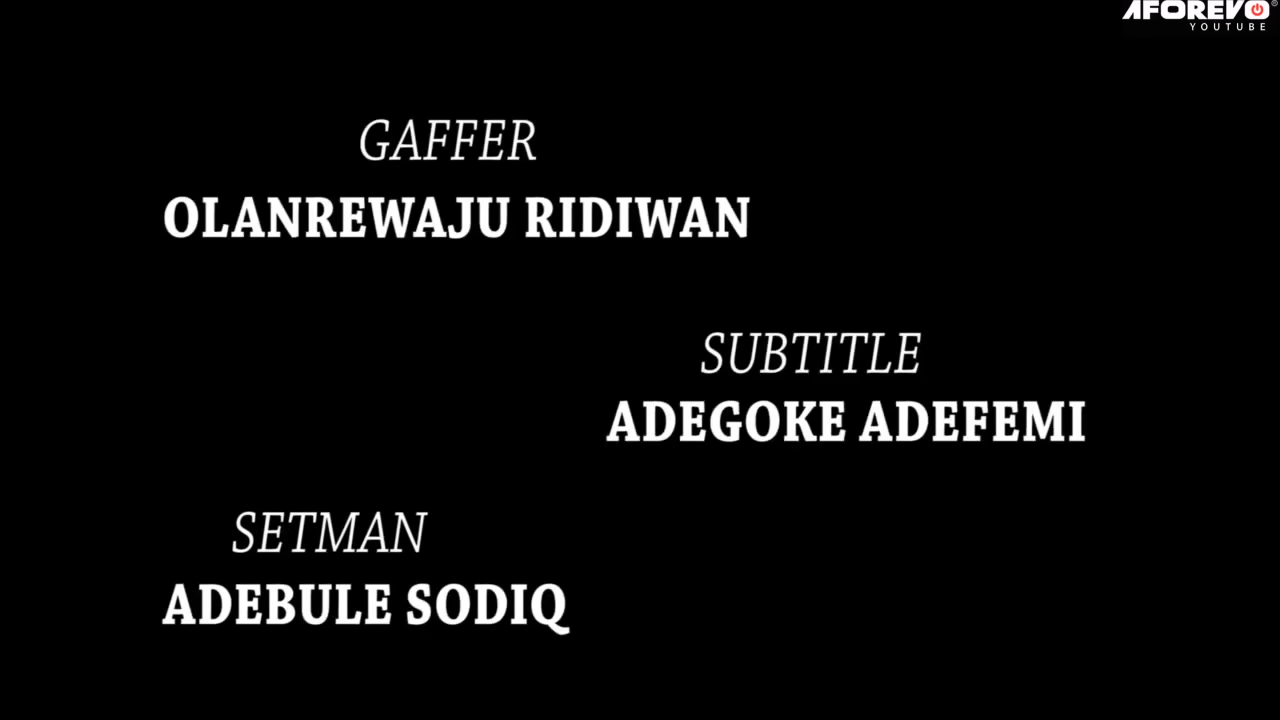 AFOREVO
YOUTUBE
GAFFER
OLANREWAJU RIDIWAN
SUBTITLE
ADEGOKE ADEFEMI
SETMAN
ADEBULE SODIQ